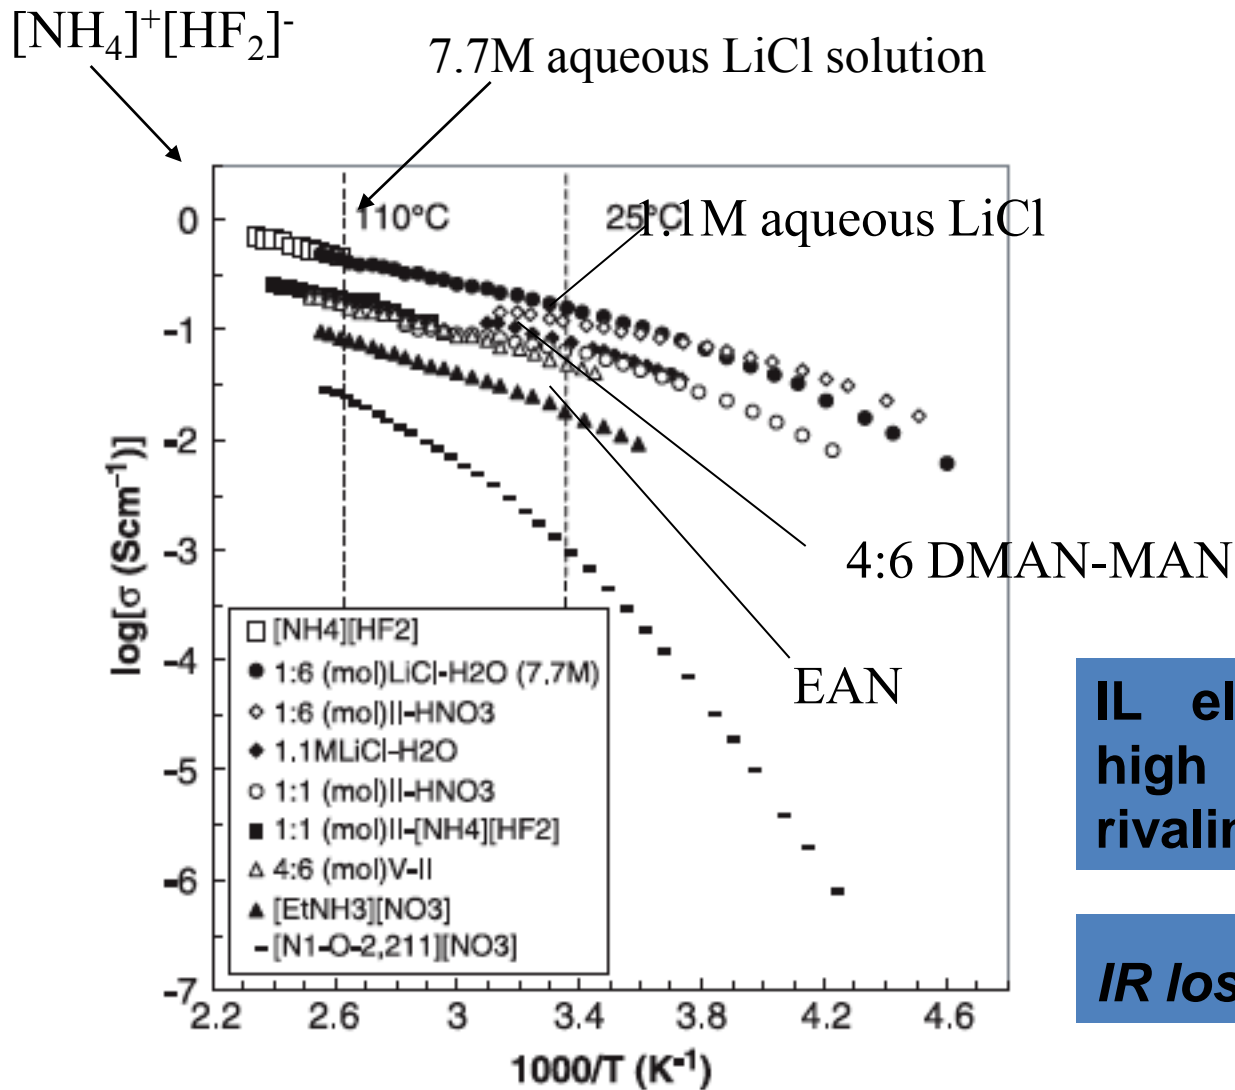 [NH4]+[HF2]-
7.7M aqueous LiCl solution
110°C
25°C
1.1M aqueous LiCl
0
-1
-2
-3
-4
-5
-6
-7
log[σ (Scm⁻¹)]
4:6 DMAN-MAN
EAN
[NH4][HF2]
1:6 (mol)LiCl-H2O (7.7M)
1:6 (mol)II-HNO3
1.1MLiCl-H2O
1:1 (mol)II-HNO3
1:1 (mol)II-[NH4][HF2]
4:6 (mol)V-II
[EtNH3][NO3]
[N1-O-2,211][NO3]
2.2 2.6 3 3.4 3.8 4.2 4.6
1000/T (K⁻¹)
IL el
high
rivalin
IR los